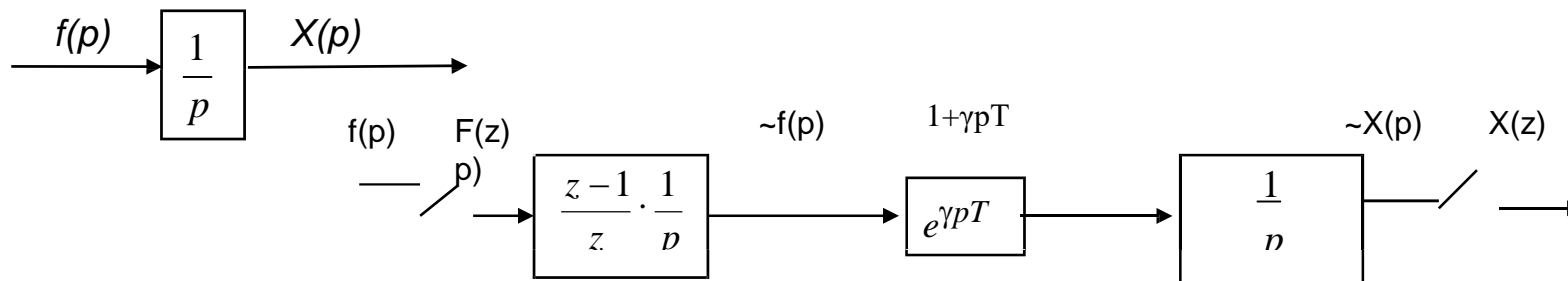 f(p) 1/p X(p)
f(p) F(z) ~f(p) 1+γpT ~X(p) X(z)
p)
z−1/z · 1/p e^γpT 1/p